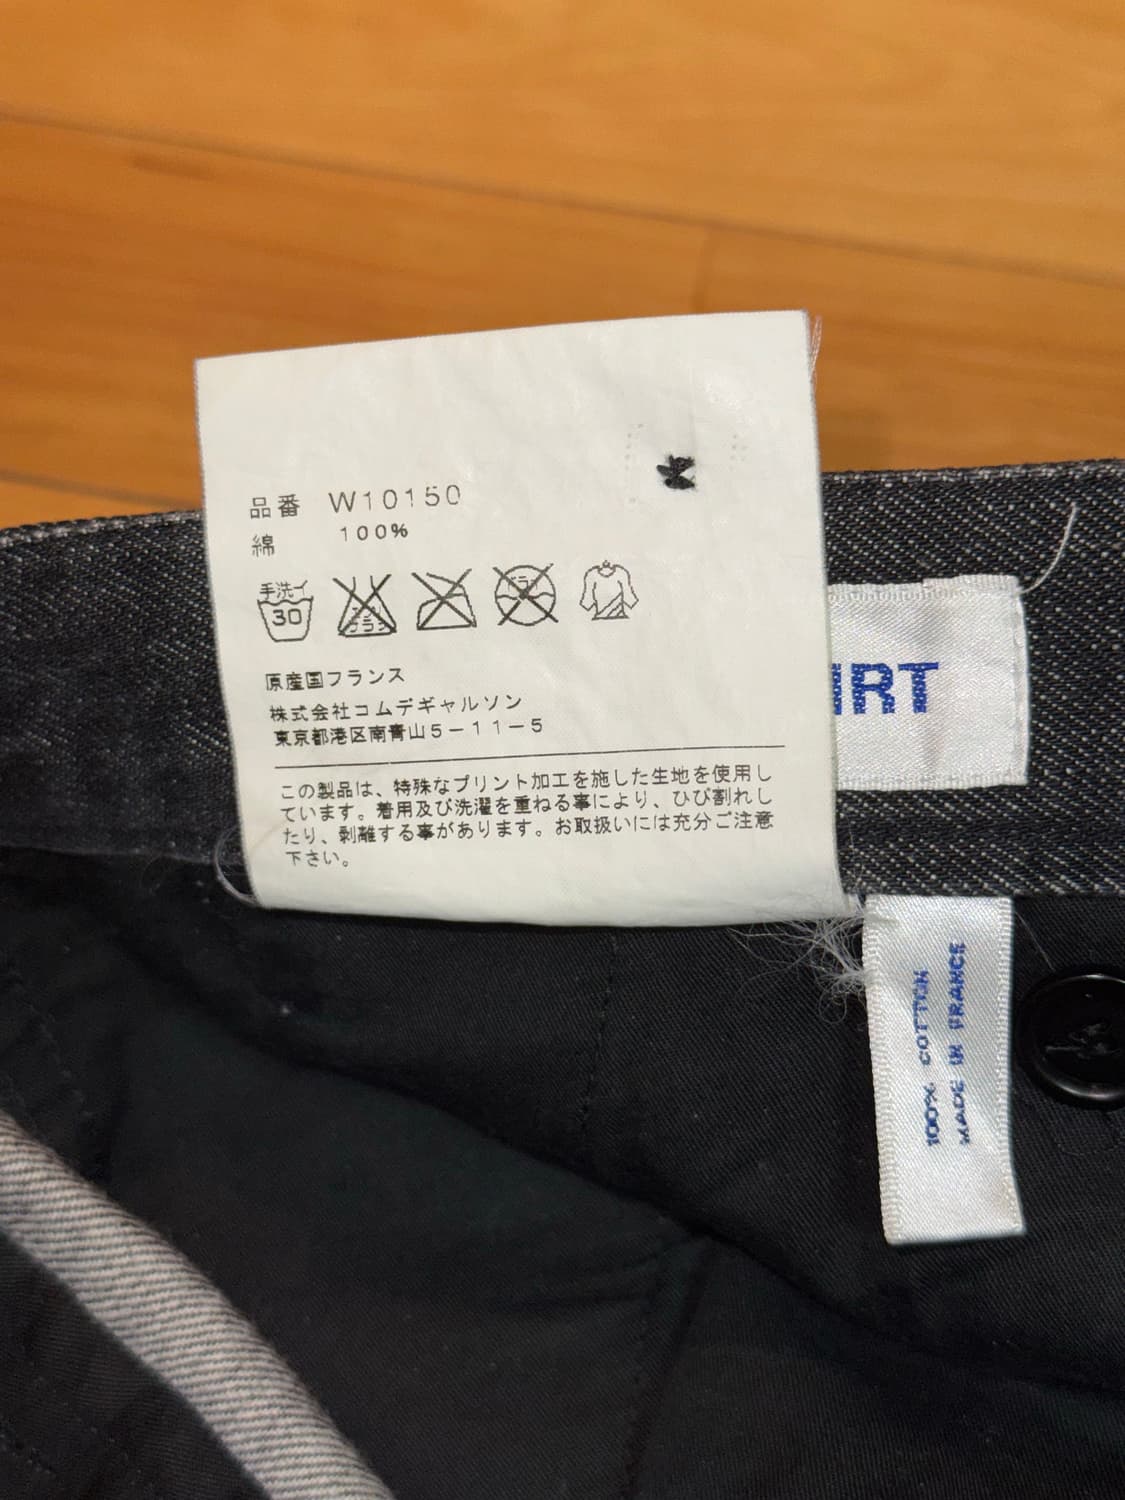 品番 W10150
綿 100%
手洗イ
30
原産国フランス
株式会社コムデギャルソン
東京都港区南青山5-11-5
この製品は、特殊なプリント加工を施した生地を使用し
ています。着用及び洗濯を重ねる事により、ひび割れし
たり、剥離する事があります。お取扱いには充分ご注意
下さい。
IRT
100% COTTON
MADE IN FRANCE